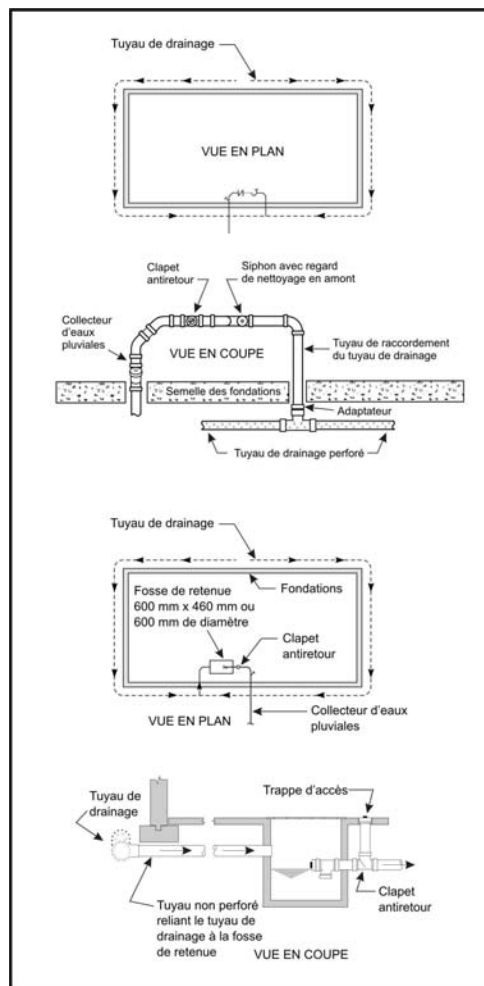 Tuyau de drainage
VUE EN PLAN
Clapet
antiretour
Siphon avec regard
de nettoyage en amont
Collecteur
d'eaux
pluviales
VUE EN COUPE
Tuyau de raccordement
du tuyau de drainage
Semelle des fondations
Adaptateur
Tuyau de drainage perforé
Tuyau de drainage
Fosse de retenue
600 mm x 460 mm ou
600 mm de diamètre
Fondations
Clapet
antiretour
VUE EN PLAN
Collecteur d'eaux
pluviales
Tuyau de
drainage
Trappe d'accès
Tuyau non perforé
reliant le tuyau de
drainage à la fosse
de retenue
Clapet
antiretour
VUE EN COUPE